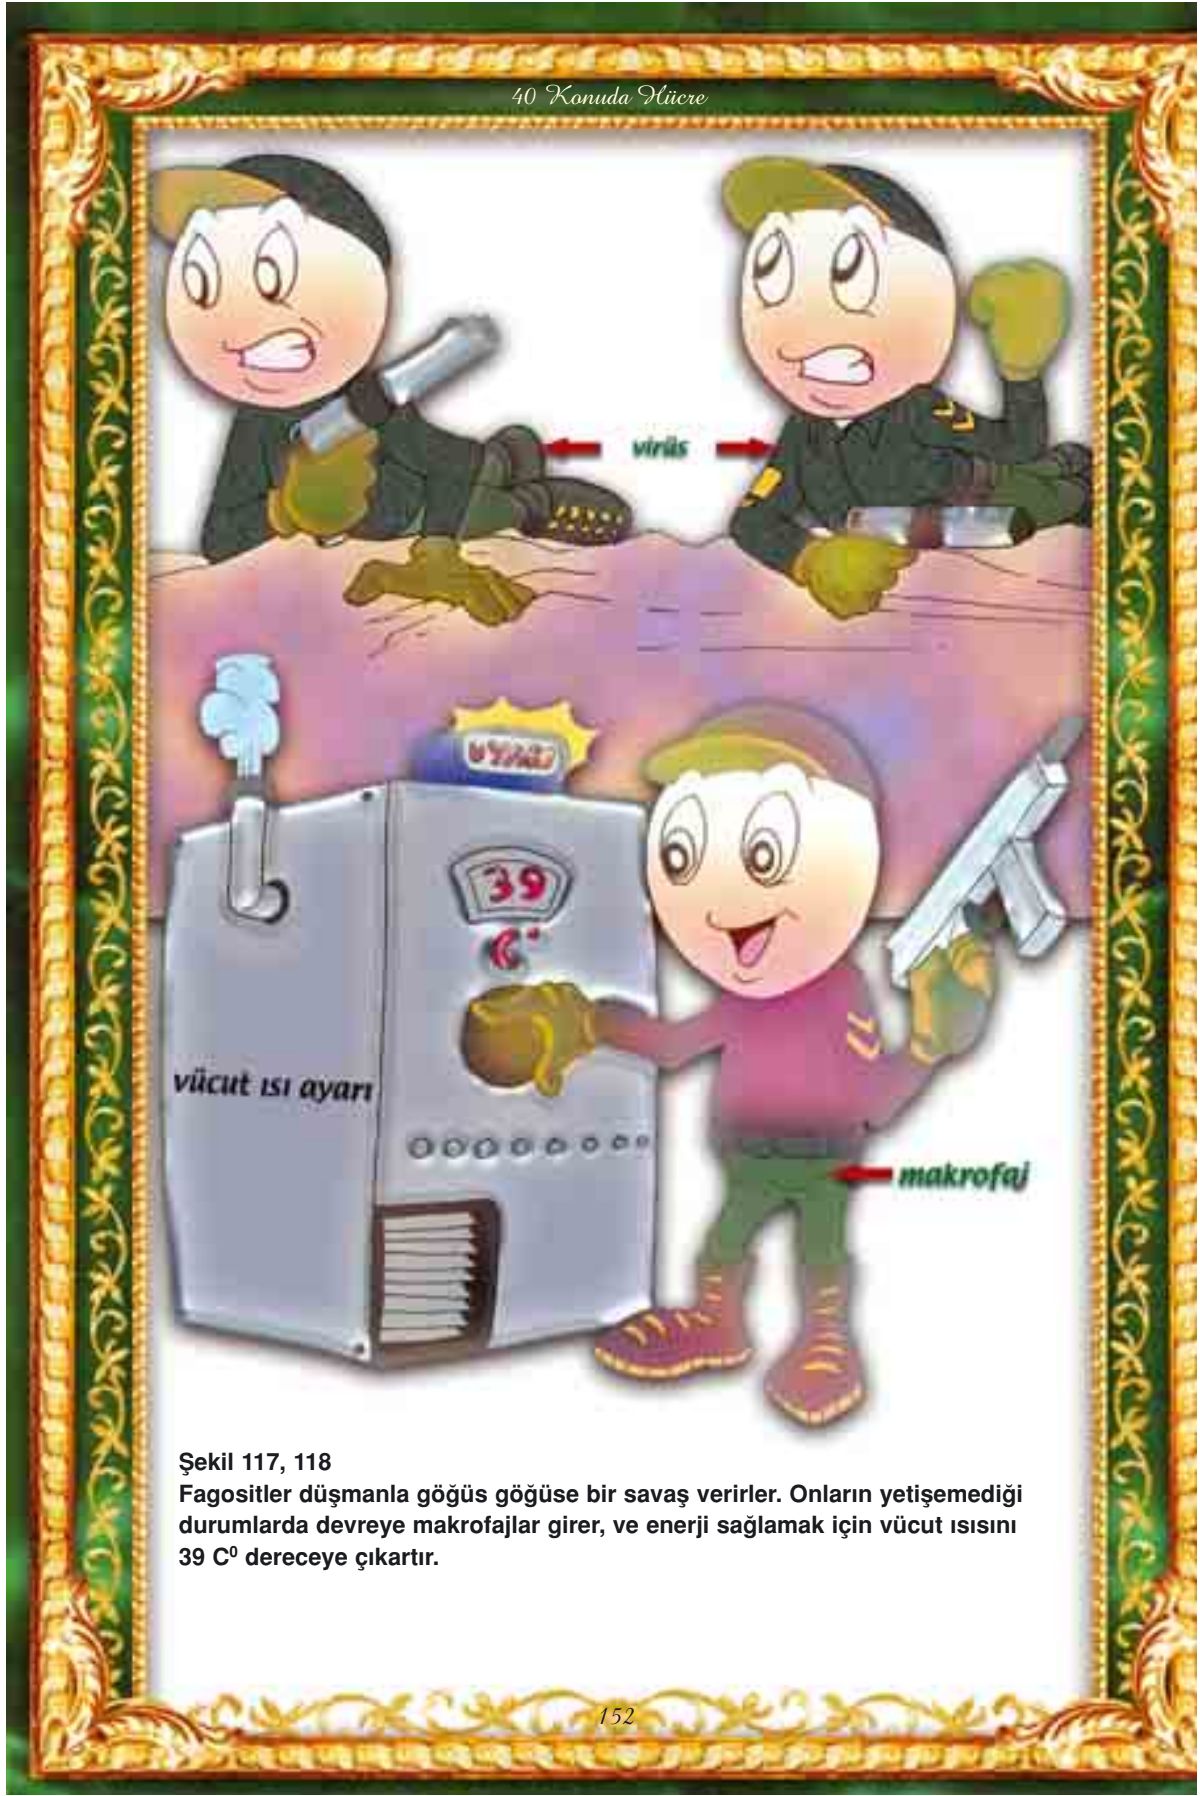 40 Konuda Hücre
virüs
UYARI
39
C°
vücut ısı ayarı
makrofaj
Şekil 117, 118
Fagositler düşmanla göğüs göğüse bir savaş verirler. Onların yetişemediği
durumlarda devreye makrofajlar girer, ve enerji sağlamak için vücut ısısını
39 C⁰ dereceye çıkartır.
152